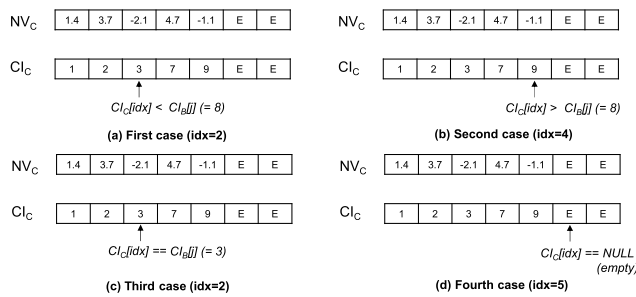 NVC 1.4 3.7 -2.1 4.7 -1.1 E E
CIC 1 2 3 7 9 E E
CIC[idx] < CIB[j] (= 8)
(a) First case (idx=2)
NVC 1.4 3.7 -2.1 4.7 -1.1 E E
CIC 1 2 3 7 9 E E
CIC[idx] > CIB[j] (= 8)
(b) Second case (idx=4)
NVC 1.4 3.7 -2.1 4.7 -1.1 E E
CIC 1 2 3 7 9 E E
CIC[idx] == CIB[j] (= 3)
(c) Third case (idx=2)
NVC 1.4 3.7 -2.1 4.7 -1.1 E E
CIC 1 2 3 7 9 E E
CIC[idx] == NULL
(empty)
(d) Fourth case (idx=5)